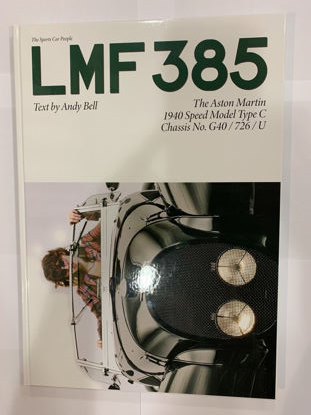 The Sports Car People
LMF 385
Text by Andy Bell
The Aston Martin
1940 Speed Model Type C
Chassis No. G40 / 726 / U